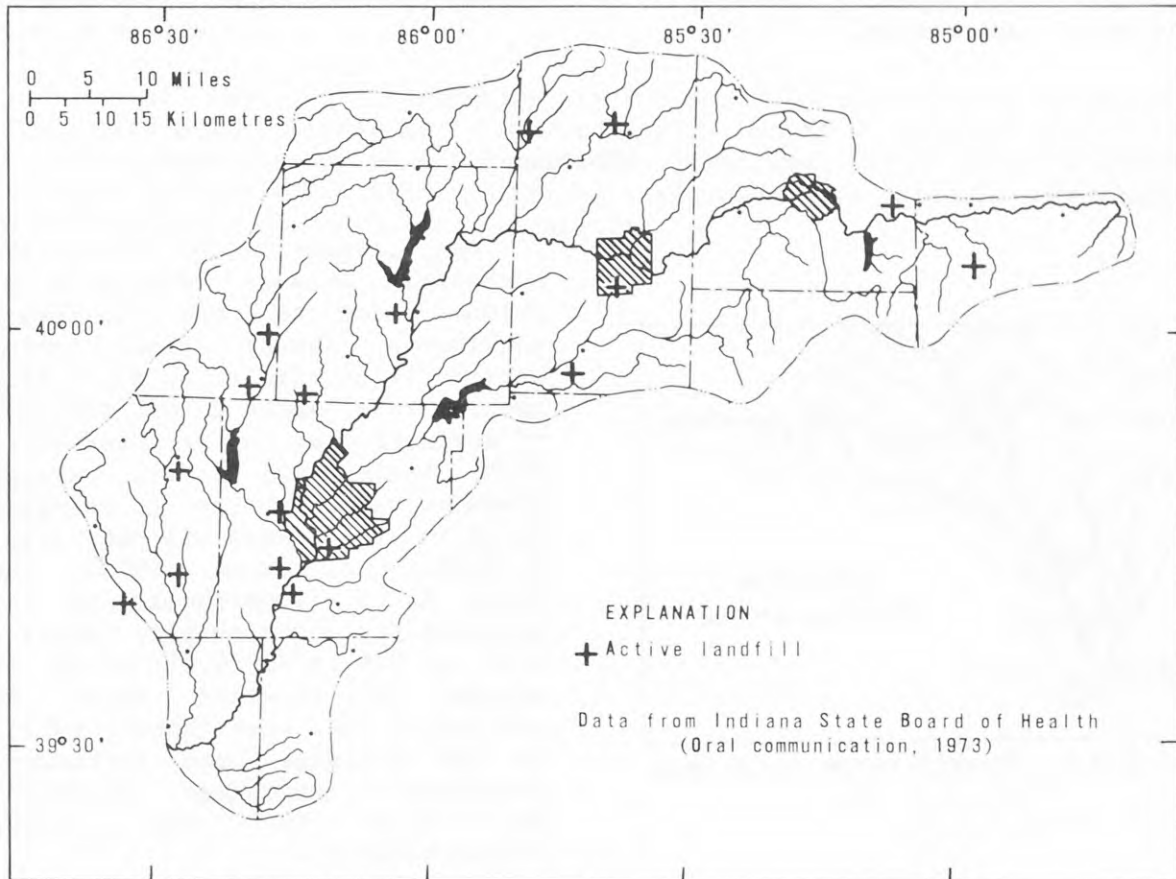 86°30' 86°00' 85°30' 85°00'
0 5 10 Miles
0 5 10 15 Kilometres
40°00'
EXPLANATION
Active landfill
Data from Indiana State Board of Health
(Oral communication, 1973)
39°30'